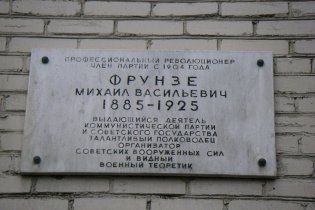 ПРОФЕССИОНАЛЬНЫЙ РЕВОЛЮЦИОНЕР
ЧЛЕН ПАРТИИ С 1904 ГОДА
ФРУНЗЕ
МИХАИЛ ВАСИЛЬЕВИЧ
1885-1925
ВЫДАЮЩИЙСЯ ДЕЯТЕЛЬ
КОММУНИСТИЧЕСКОЙ ПАРТИИ
И СОВЕТСКОГО ГОСУДАРСТВА
ТАЛАНТЛИВЫЙ ПОЛКОВОДЕЦ
ОРГАНИЗАТОР
СОВЕТСКИХ ВООРУЖЕННЫХ СИЛ
И ВИДНЫЙ
ВОЕННЫЙ ТЕОРЕТИК